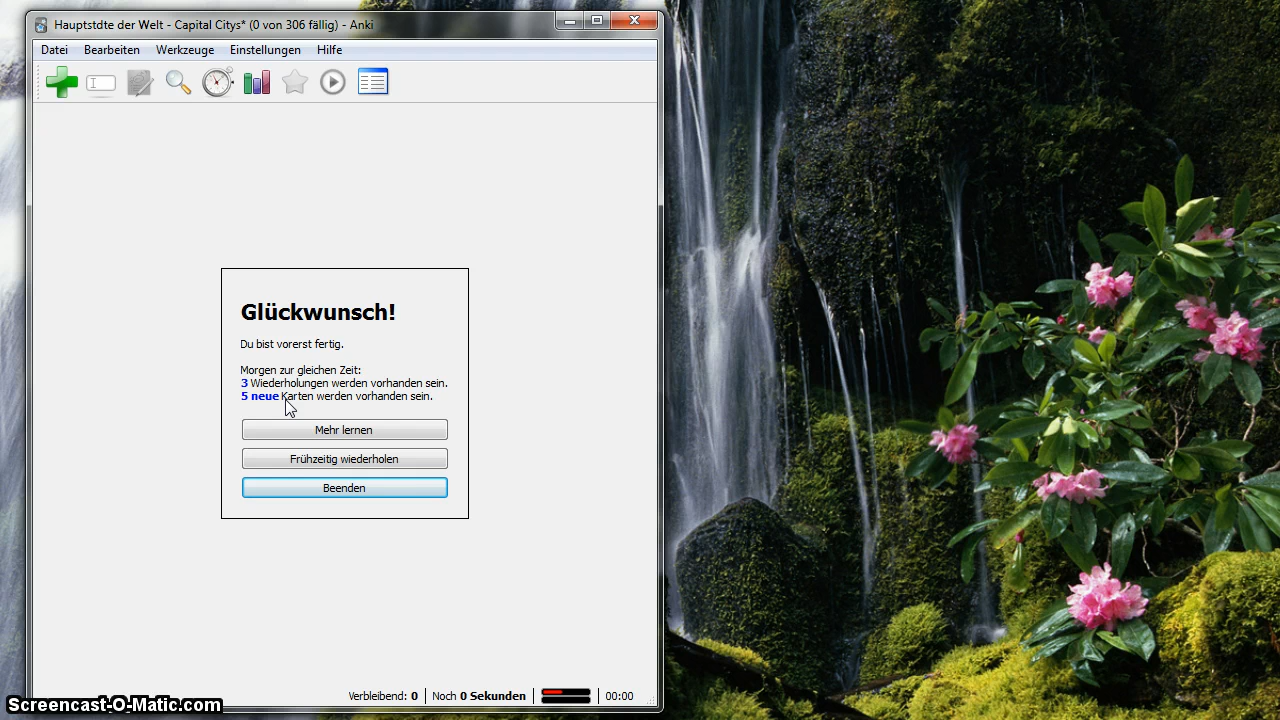 Hauptstdte der Welt - Capital Citys* (0 von 306 fällig) - Anki
Datei Bearbeiten Werkzeuge Einstellungen Hilfe
Glückwunsch!
Du bist vorerst fertig.
Morgen zur gleichen Zeit:
3 Wiederholungen werden vorhanden sein.
5 neue Karten werden vorhanden sein.
Mehr lernen
Frühzeitig wiederholen
Beenden
Verbleibend: 0 Noch 0 Sekunden 00:00
Screencast-O-Matic.com